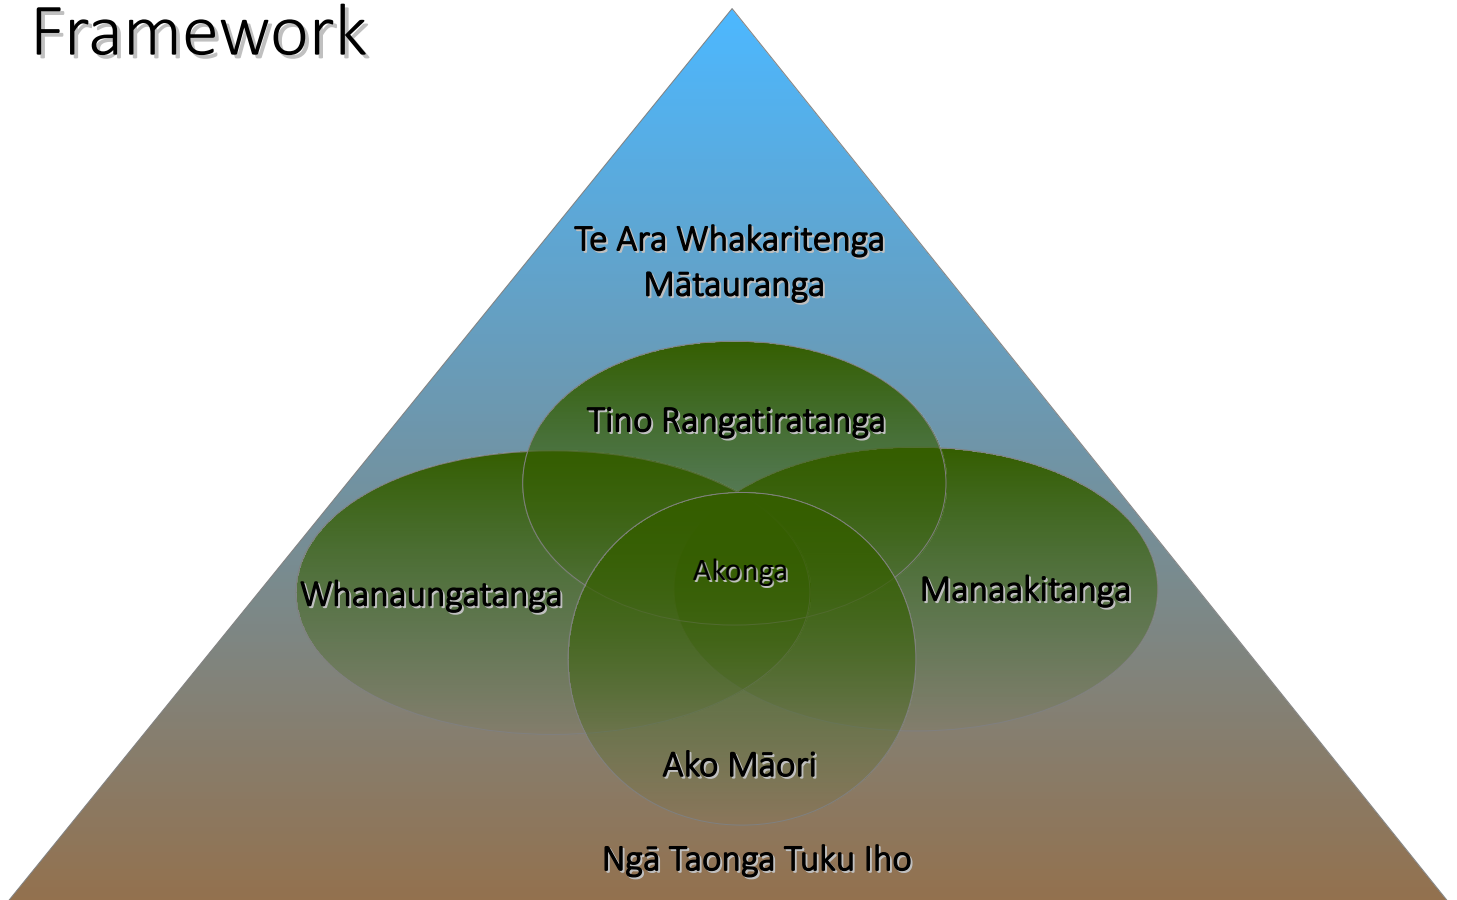 Framework
Te Ara Whakaritenga
Mātauranga
Tino Rangatiratanga
Akonga
Whanaungatanga
Manaakitanga
Ako Māori
Ngā Taonga Tuku Iho